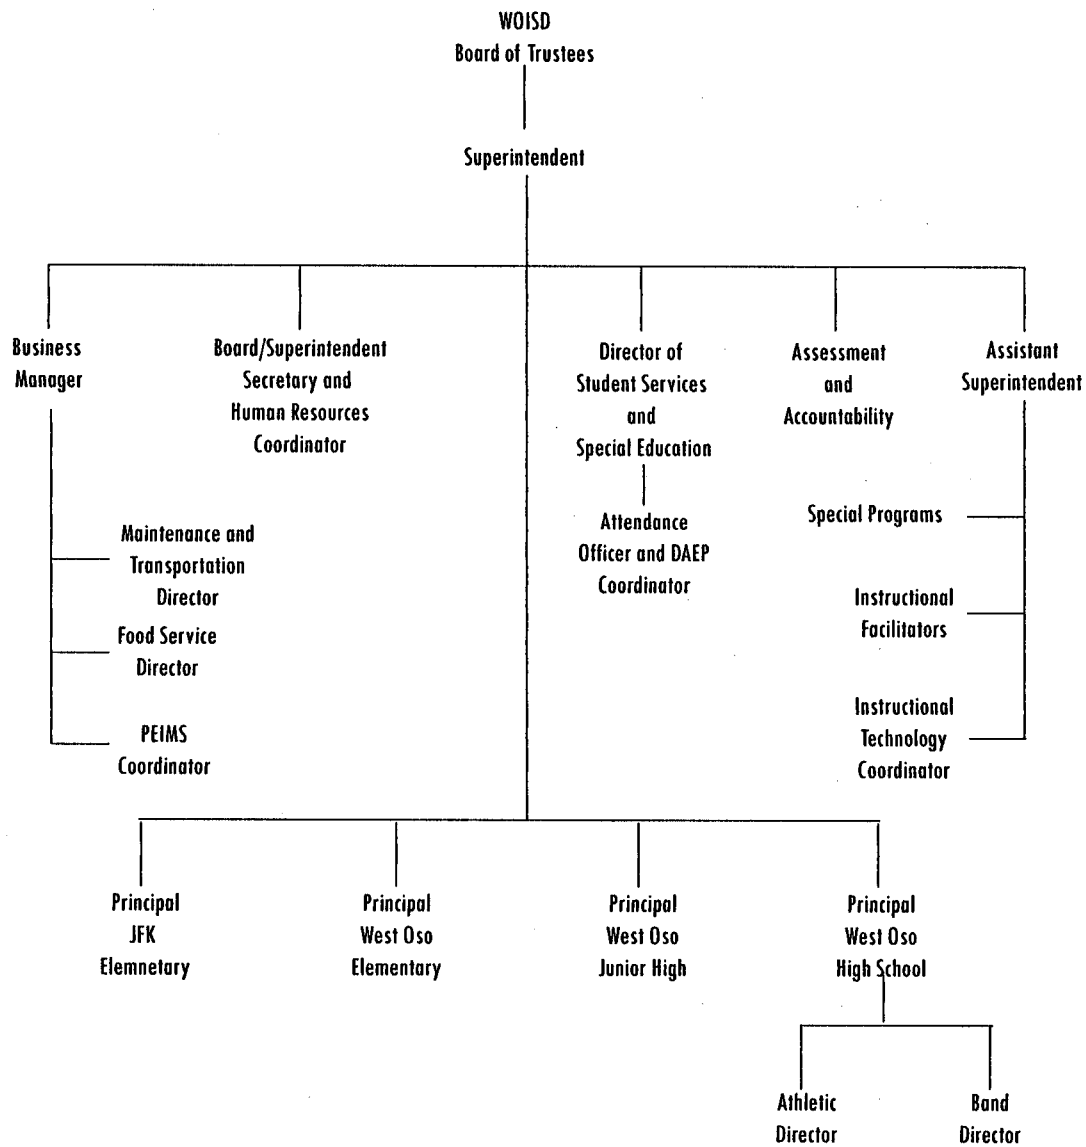 WOISD
Board of Trustees
Superintendent
Business
Manager
Board/Superintendent
Secretary and
Human Resources
Coordinator
Director of
Student Services
and
Special Education
Assessment
and
Accountability
Assistant
Superintendent
Maintenance and
Transportation
Director
Food Service
Director
PEIMS
Coordinator
Attendance
Officer and DAEP
Coordinator
Special Programs
Instructional
Facilitators
Instructional
Technology
Coordinator
Principal
JFK
Elemnetary
Principal
West Oso
Elementary
Principal
West Oso
Junior High
Principal
West Oso
High School
Athletic
Director
Band
Director